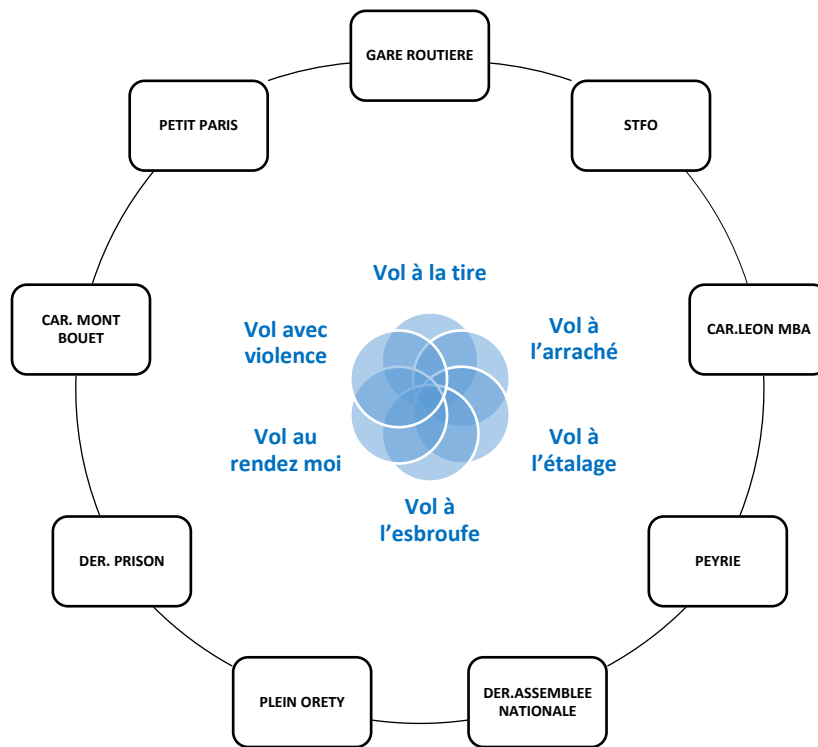 GARE ROUTIERE
PETIT PARIS
STFO
Vol à la tire
CAR. MONT
BOUET
Vol avec
violence
Vol à
l’arraché
CAR.LEON MBA
Vol au
rendez moi
Vol à
l’étalage
Vol à
l’esbroufe
DER. PRISON
PEYRIE
PLEIN ORETY
DER.ASSEMBLEE
NATIONALE